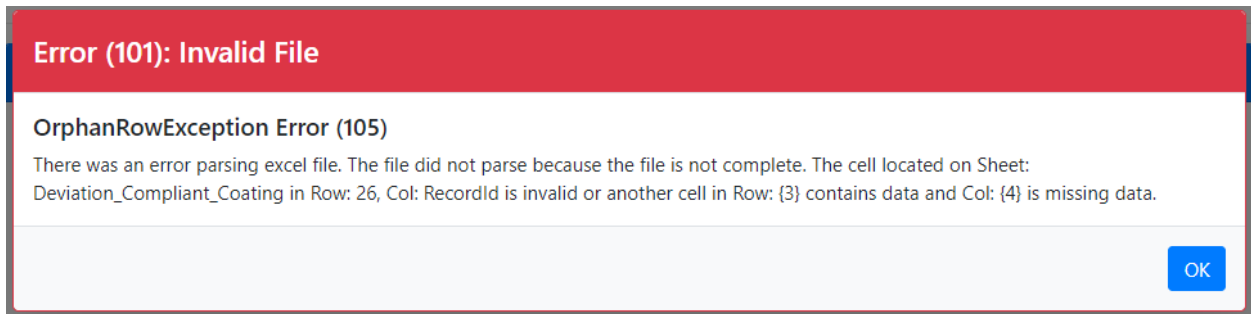 Error (101): Invalid File
OrphanRowException Error (105)
There was an error parsing excel file. The file did not parse because the file is not complete. The cell located on Sheet:
Deviation_Compliant_Coating in Row: 26, Col: RecordId is invalid or another cell in Row: {3} contains data and Col: {4} is missing data.
OK